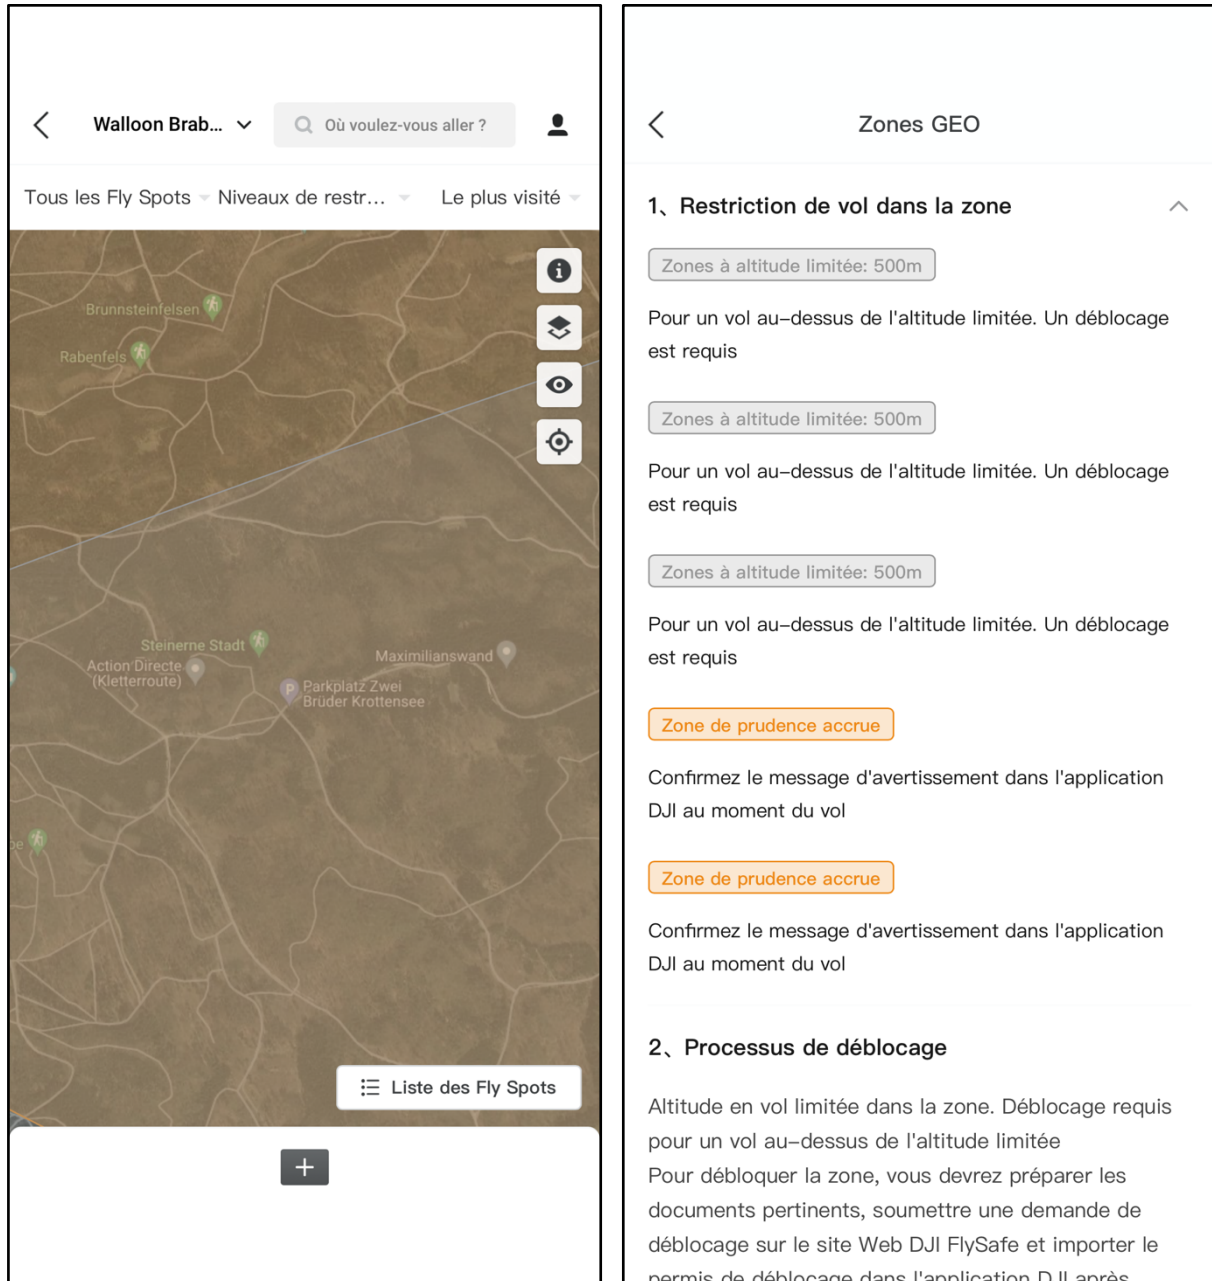 Walloon Brab...
Où voulez-vous aller ?
Tous les Fly Spots
Niveaux de restr...
Le plus visité
Brunnsteinfelsen
Rabenfels
Steinerne Stadt
Action Directe
(Kletterroute)
Maximilianswand
Parkplatz Zwei
Brüder Krottensee
Liste des Fly Spots
Zones GEO
1、Restriction de vol dans la zone
Zones à altitude limitée: 500m
Pour un vol au-dessus de l'altitude limitée. Un déblocage
est requis
Zones à altitude limitée: 500m
Pour un vol au-dessus de l'altitude limitée. Un déblocage
est requis
Zones à altitude limitée: 500m
Pour un vol au-dessus de l'altitude limitée. Un déblocage
est requis
Zone de prudence accrue
Confirmez le message d'avertissement dans l'application
DJI au moment du vol
Zone de prudence accrue
Confirmez le message d'avertissement dans l'application
DJI au moment du vol
2、Processus de déblocage
Altitude en vol limitée dans la zone. Déblocage requis
pour un vol au-dessus de l'altitude limitée
Pour débloquer la zone, vous devrez préparer les
documents pertinents, soumettre une demande de
déblocage sur le site Web DJI FlySafe et importer le
permis de déblocage dans l'application DJI après